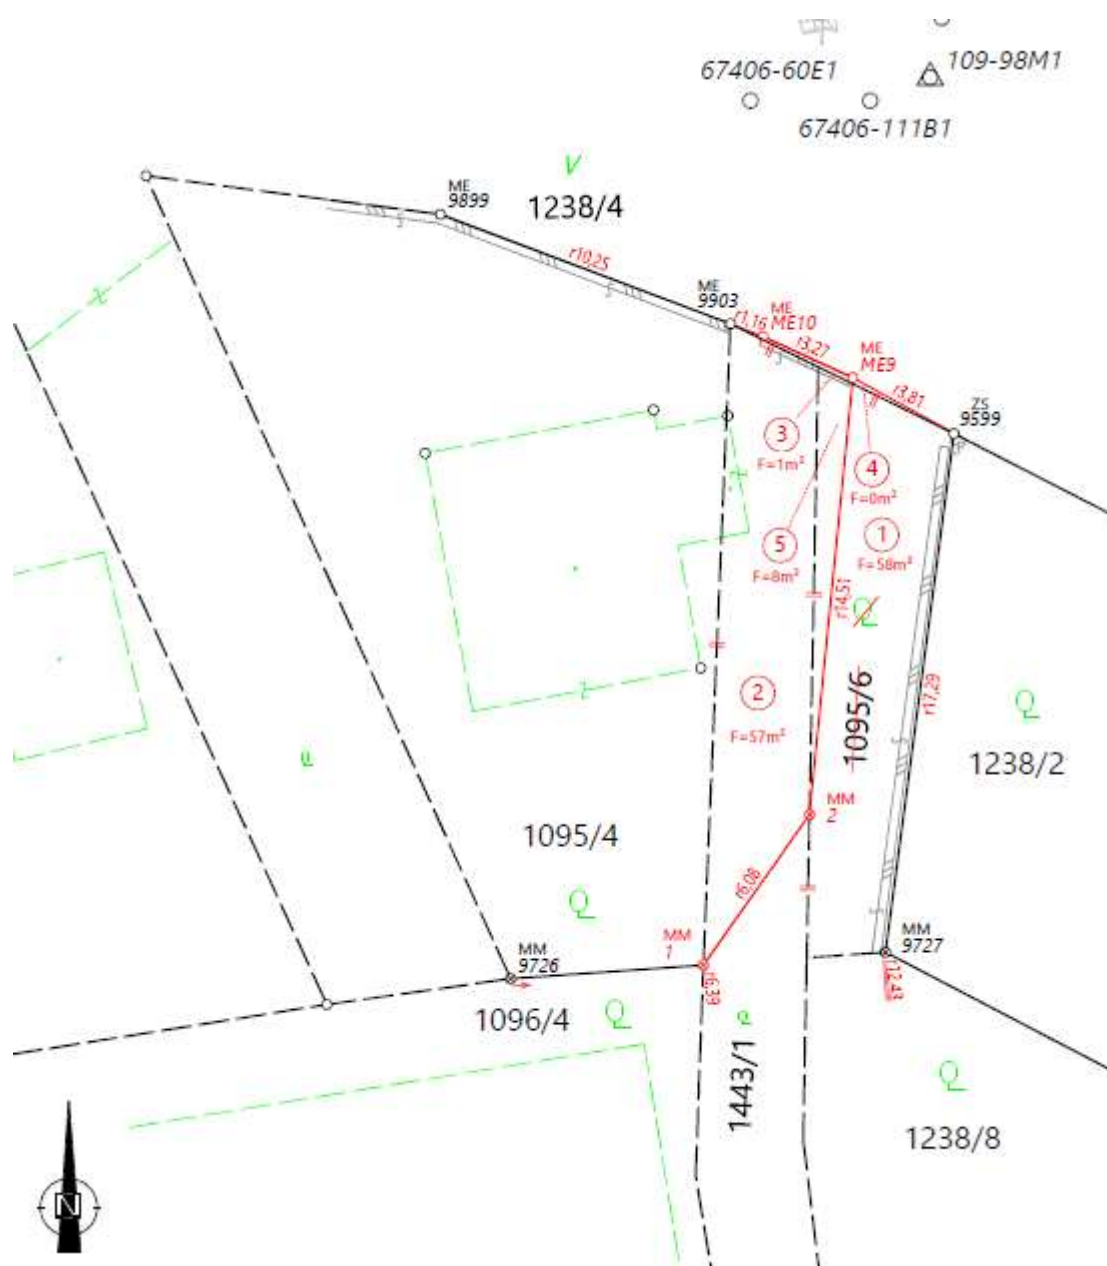 67406-60E1
109-98M1
67406-111B1
ME
9899
1238/4
r10,25
ME
9903
r1,16
ME
ME10
r3,27
ME
ME9
r3,81
ZS
9599
3
F=1m²
4
F=0m²
1
F=58m²
5
F=8m²
r14,51
2
F=57m²
1095/6
r17,29
1238/2
MM
2
1095/4
r6,08
MM
9726
MM
1
r6,39
MM
9727
r12,43
1096/4
1443/1
1238/8
N